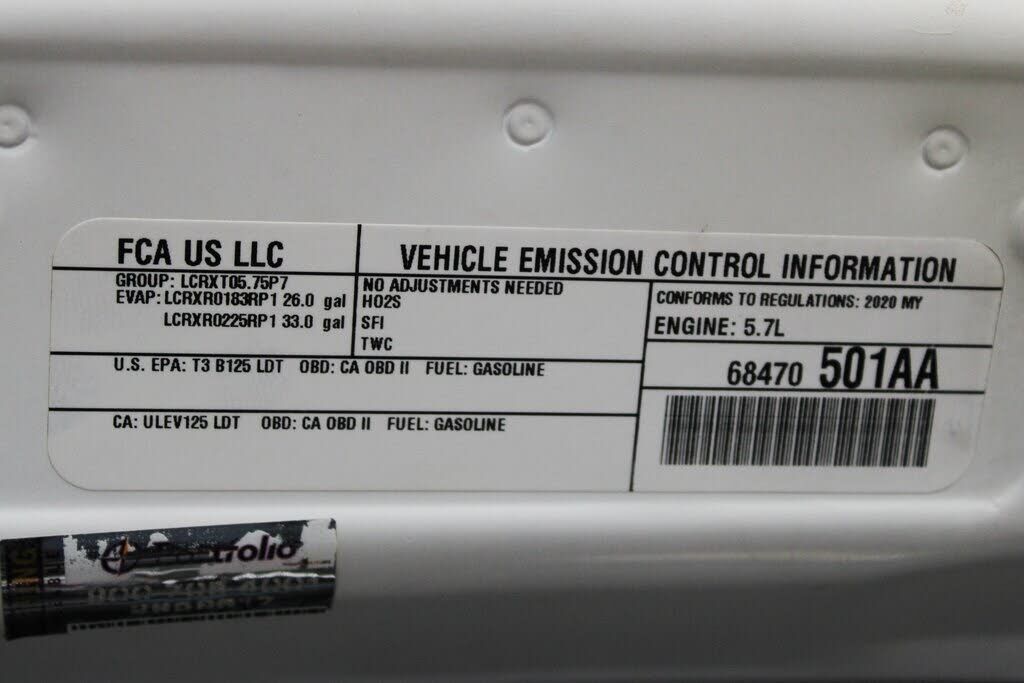 FCA US LLC
VEHICLE EMISSION CONTROL INFORMATION
GROUP: LCRXT05.75P7
EVAP: LCRXR0183RP1 26.0 gal
LCRXR0225RP1 33.0 gal
NO ADJUSTMENTS NEEDED
HO2S
SFI
TWC
CONFORMS TO REGULATIONS: 2020 MY
ENGINE: 5.7L
68470 501AA
U.S. EPA: T3 B125 LDT OBD: CA OBD II FUEL: GASOLINE
CA: ULEV125 LDT OBD: CA OBD II FUEL: GASOLINE